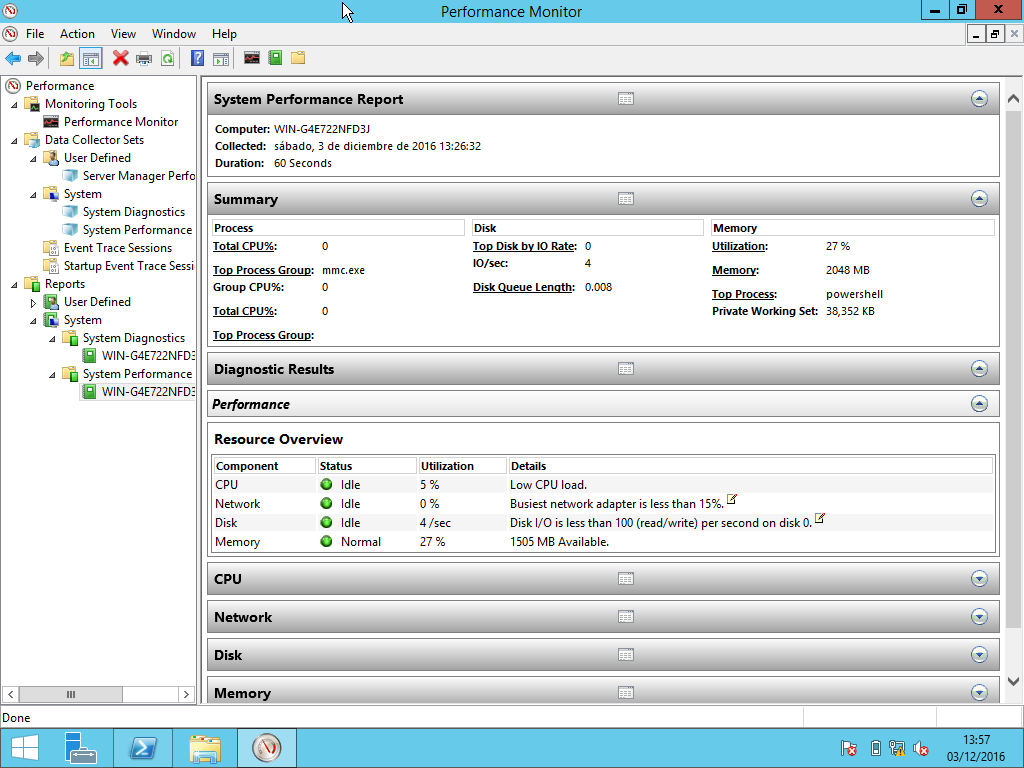 Performance Monitor
File Action View Window Help
Performance
Monitoring Tools
Performance Monitor
Data Collector Sets
User Defined
Server Manager Perfo
System
System Diagnostics
System Performance
Event Trace Sessions
Startup Event Trace Sessi
Reports
User Defined
System
System Diagnostics
WIN-G4E722NFD3
System Performance
WIN-G4E722NFD3
System Performance Report
Computer: WIN-G4E722NFD3J
Collected: sábado, 3 de diciembre de 2016 13:26:32
Duration: 60 Seconds
Summary
Process
Total CPU%: 0
Top Process Group: mmc.exe
Group CPU%: 0
Total CPU%: 0
Top Process Group:
Disk
Top Disk by IO Rate: 0
IO/sec: 4
Disk Queue Length: 0.008
Memory
Utilization: 27 %
Memory: 2048 MB
Top Process: powershell
Private Working Set: 38,352 KB
Diagnostic Results
Performance
Resource Overview
Component Status Utilization Details
CPU Idle 5 % Low CPU load.
Network Idle 0 % Busiest network adapter is less than 15%.
Disk Idle 4 /sec Disk I/O is less than 100 (read/write) per second on disk 0.
Memory Normal 27 % 1505 MB Available.
CPU
Network
Disk
Memory
Done
13:57
03/12/2016